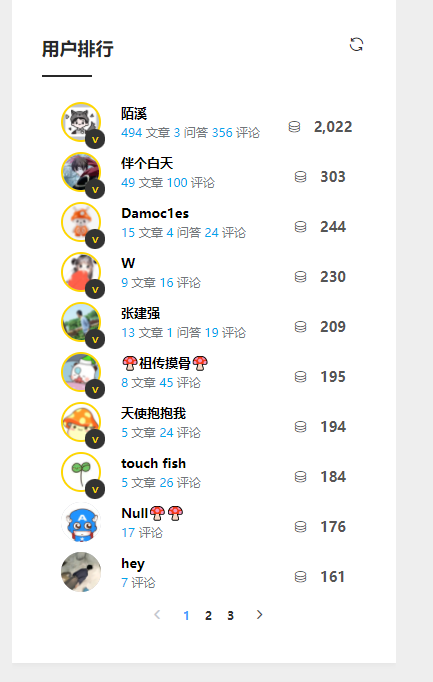 用户排行
陌溪
494 文章 3 问答 356 评论 2,022
v
伴个白天
49 文章 100 评论 303
v
Damoc1es
15 文章 4 问答 24 评论 244
v
W
9 文章 16 评论 230
v
张建强
13 文章 1 问答 19 评论 209
v
🍄祖传摸骨🍄
8 文章 45 评论 195
v
天使抱抱我
5 文章 24 评论 194
v
touch fish
5 文章 26 评论 184
v
Null🍄🍄
17 评论 176
hey
7 评论 161
1 2 3